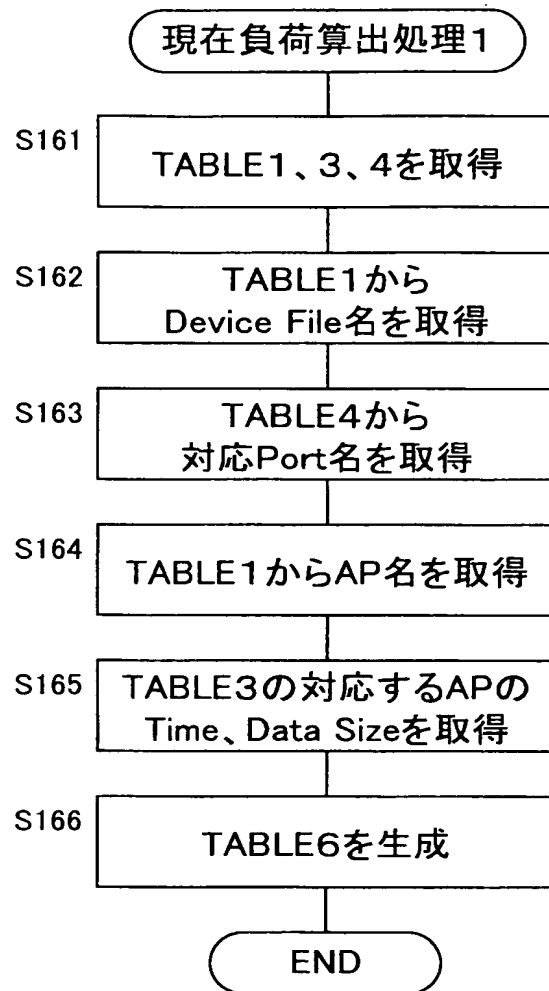 現在負荷算出処理1
S161
TABLE1、3、4を取得
S162
TABLE1から
Device File名を取得
S163
TABLE4から
対応Port名を取得
S164
TABLE1からAP名を取得
S165
TABLE3の対応するAPの
Time、Data Sizeを取得
S166
TABLE6を生成
END